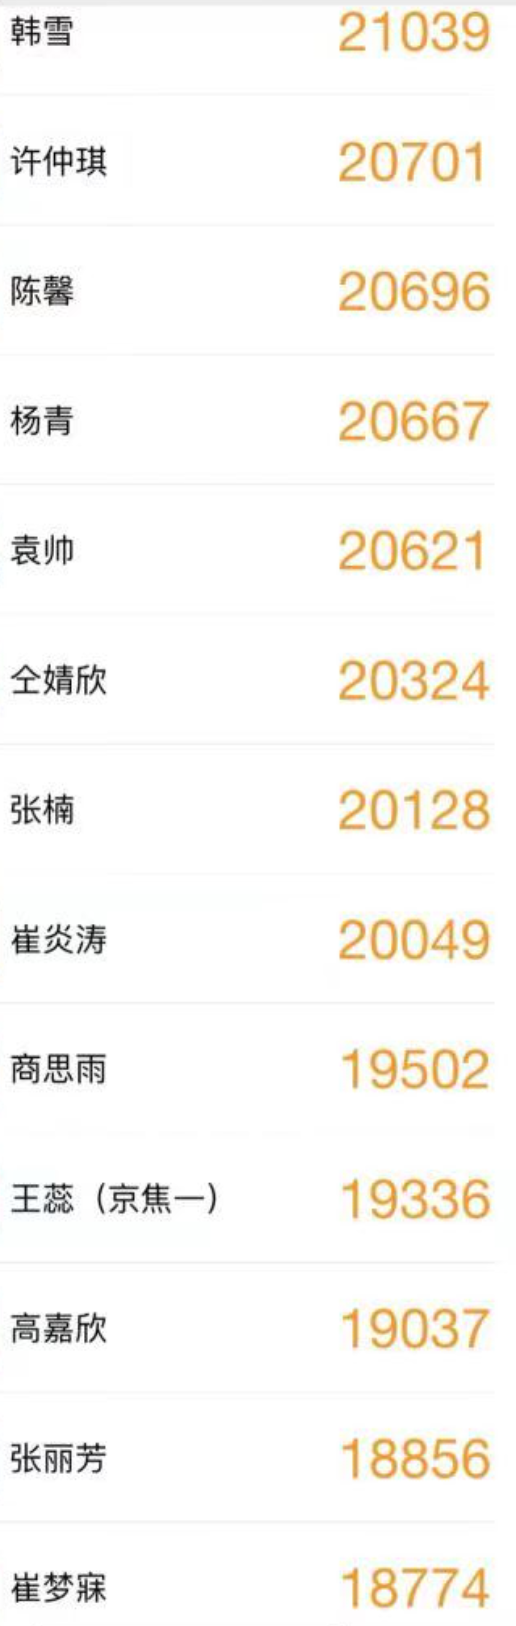 韩雪 21039
许仲琪 20701
陈馨 20696
杨青 20667
袁帅 20621
仝婧欣 20324
张楠 20128
崔炎涛 20049
商思雨 19502
王蕊（京焦一） 19336
高嘉欣 19037
张丽芳 18856
崔梦寐 18774